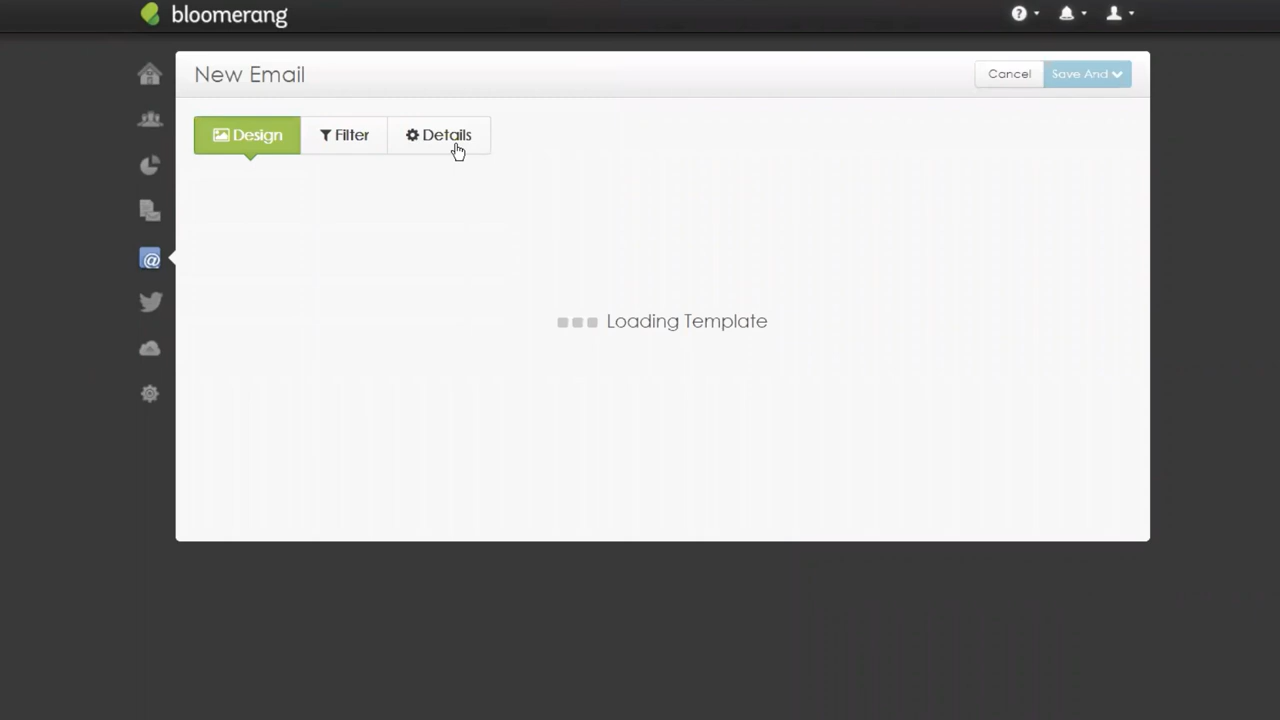 bloomerang
New Email
Cancel
Save And
Design
Filter
Details
Loading Template